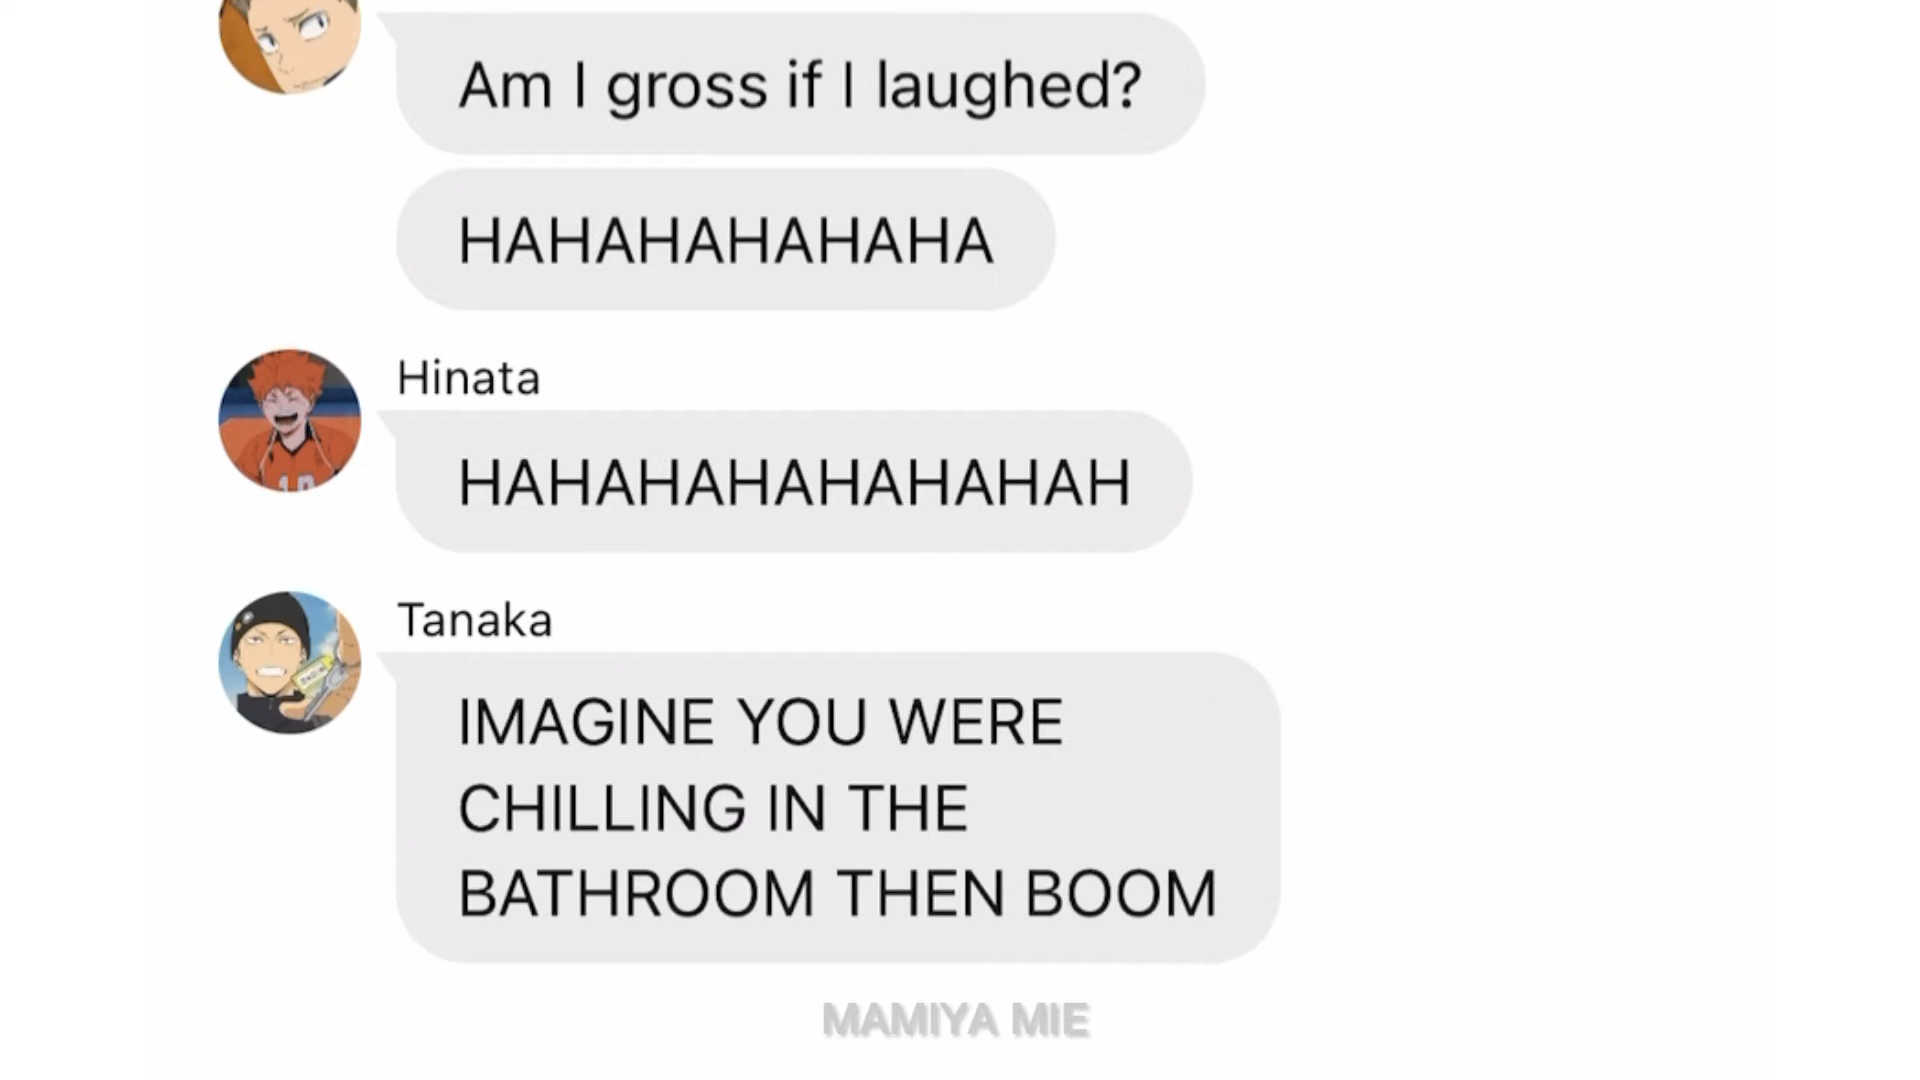 Am I gross if I laughed?
HAHAHAHAHAHA
Hinata
HAHAHAHAHAHAHAH
Tanaka
IMAGINE YOU WERE
CHILLING IN THE
BATHROOM THEN BOOM
MAMIYA MIE